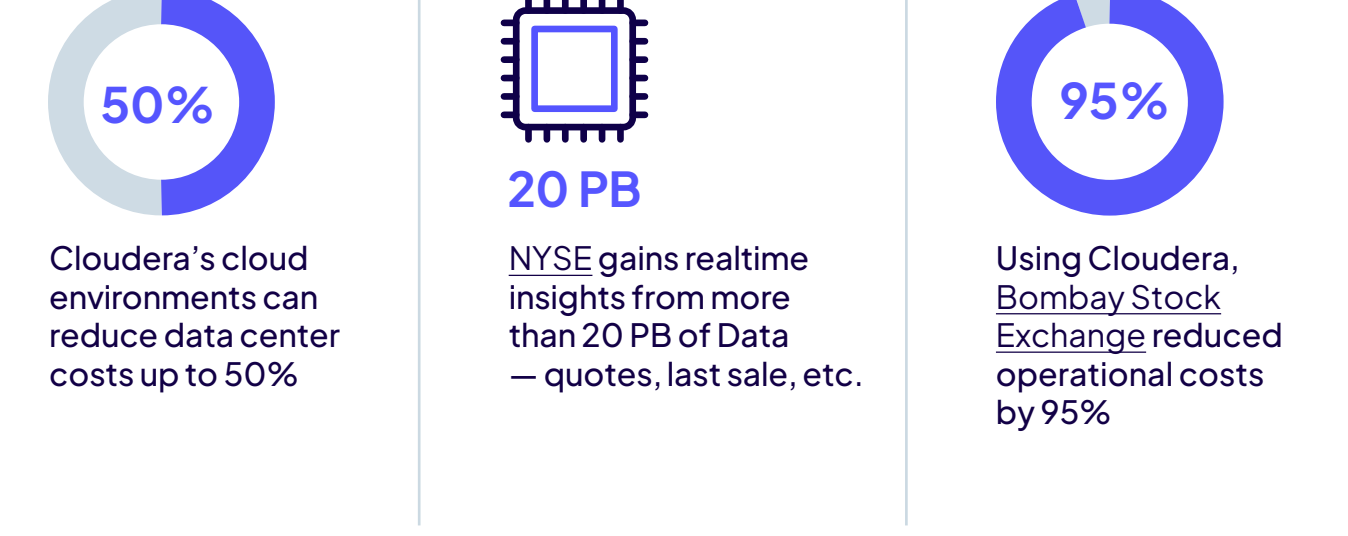 50%
Cloudera’s cloud
environments can
reduce data center
costs up to 50%
20 PB
NYSE gains realtime
insights from more
than 20 PB of Data
— quotes, last sale, etc.
95%
Using Cloudera,
Bombay Stock
Exchange reduced
operational costs
by 95%